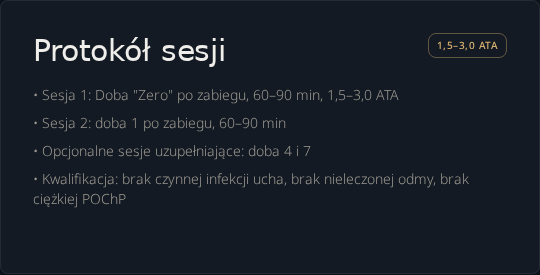 Protokół sesji
1,5–3,0 ATA
• Sesja 1: Doba "Zero" po zabiegu, 60–90 min, 1,5–3,0 ATA
• Sesja 2: doba 1 po zabiegu, 60–90 min
• Opcjonalne sesje uzupełniające: doba 4 i 7
• Kwalifikacja: brak czynnej infekcji ucha, brak nieleczonej odmy, brak
ciężkiej POChP